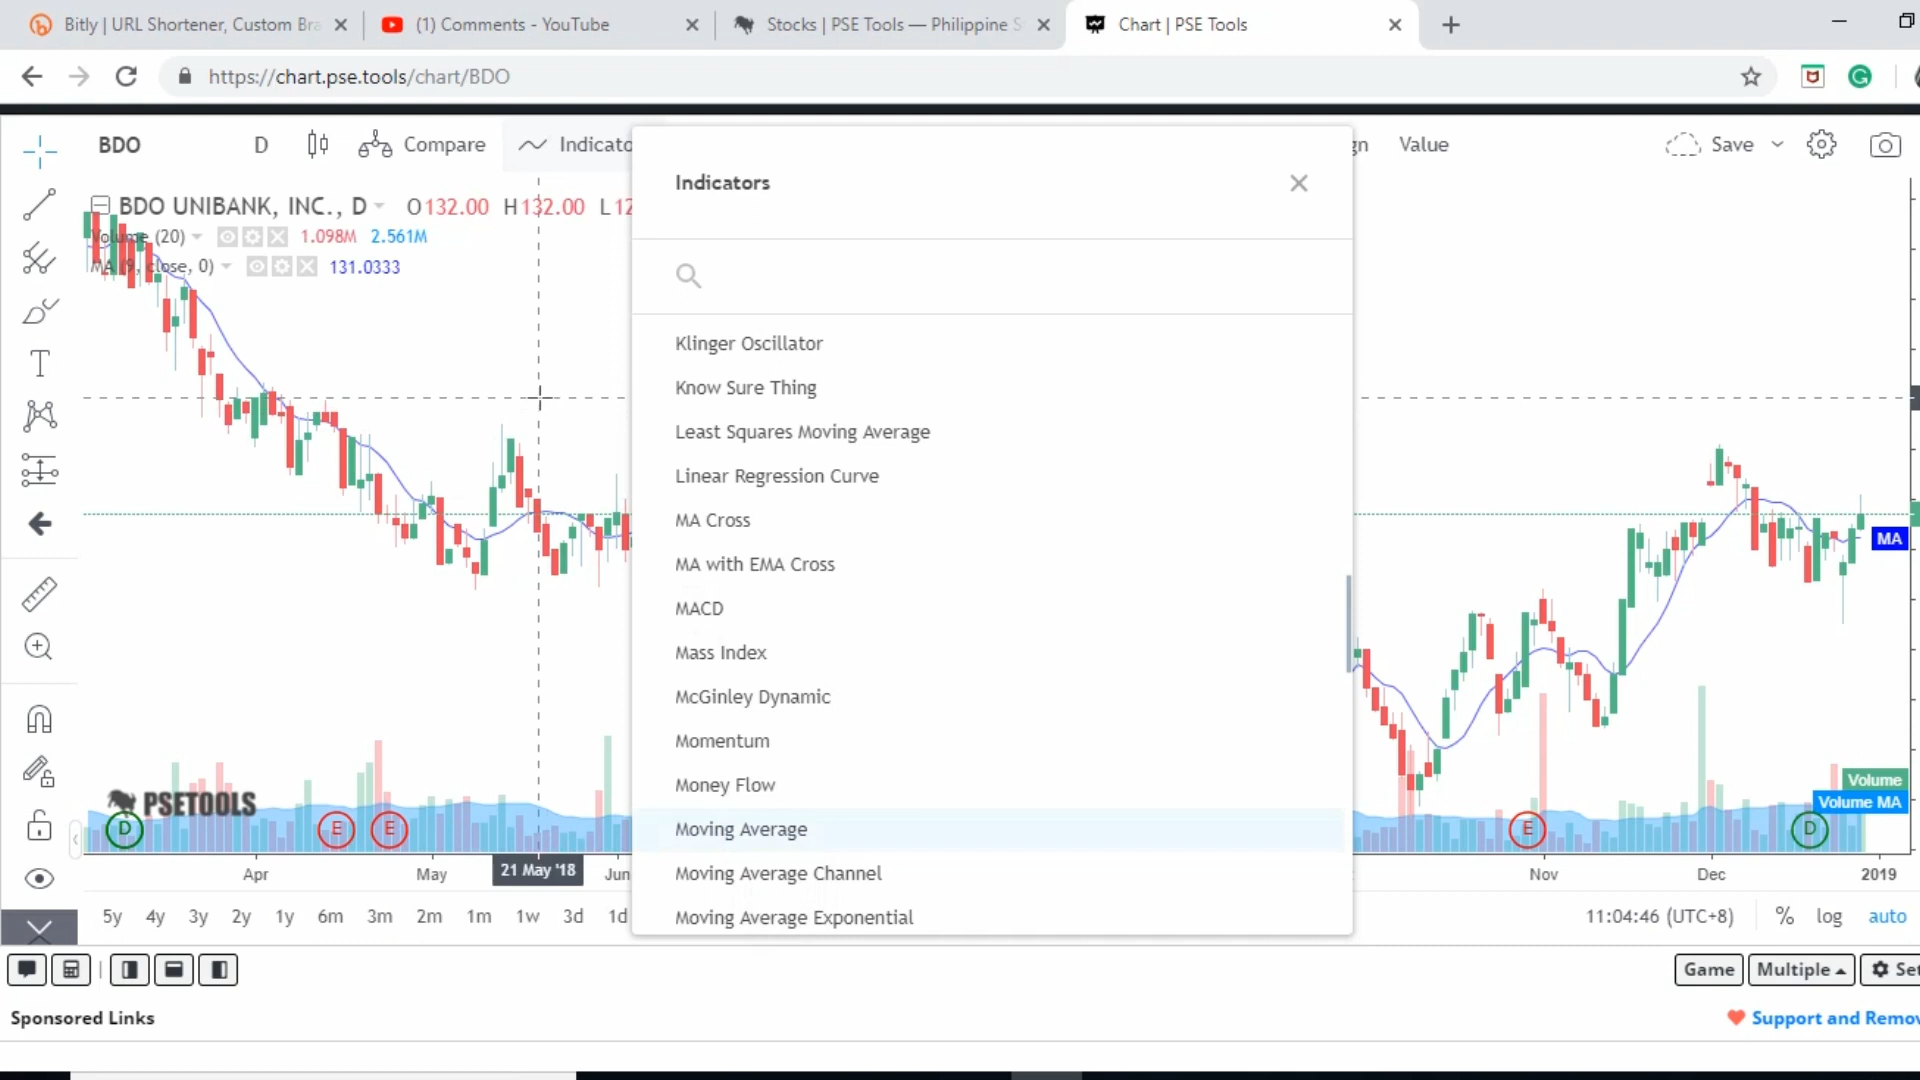 Bitly | URL Shortener, Custom Bra
(1) Comments - YouTube
Stocks | PSE Tools — Philippine S
Chart | PSE Tools
https://chart.pse.tools/chart/BDO
BDO
D
Compare
Indicato
gn
Value
Save
BDO UNIBANK, INC., D
O132.00 H132.00 L12
Volume (20)
1.098M 2.561M
MA (9, close, 0)
131.0333
Indicators
Klinger Oscillator
Know Sure Thing
Least Squares Moving Average
Linear Regression Curve
MA Cross
MA with EMA Cross
MACD
Mass Index
McGinley Dynamic
Momentum
Money Flow
Moving Average
Moving Average Channel
Moving Average Exponential
MA
Volume
Volume MA
PSETOOLS
D
E
E
E
D
Apr
May
21 May '18
Jun
Nov
Dec
2019
5y 4y 3y 2y 1y 6m 3m 2m 1m 1w 3d 1d
11:04:46 (UTC+8)
%
log
auto
Game
Multiple
Set
Sponsored Links
Support and Remov